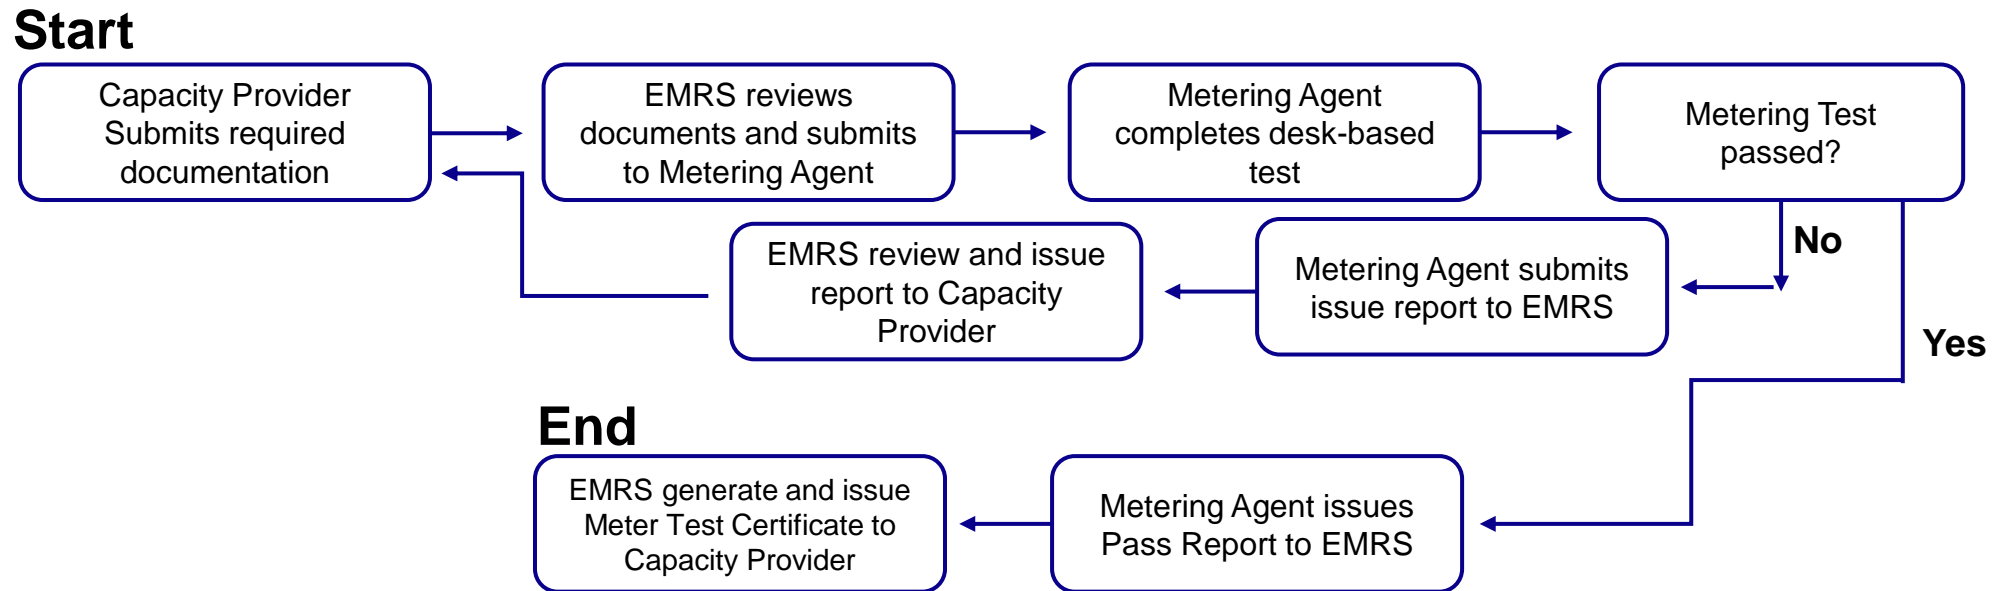 Start
Capacity Provider
Submits required
documentation
EMRS reviews
documents and submits
to Metering Agent
Metering Agent
completes desk-based
test
Metering Test
passed?
No
Metering Agent submits
issue report to EMRS
EMRS review and issue
report to Capacity
Provider
Yes
End
Metering Agent issues
Pass Report to EMRS
EMRS generate and issue
Meter Test Certificate to
Capacity Provider